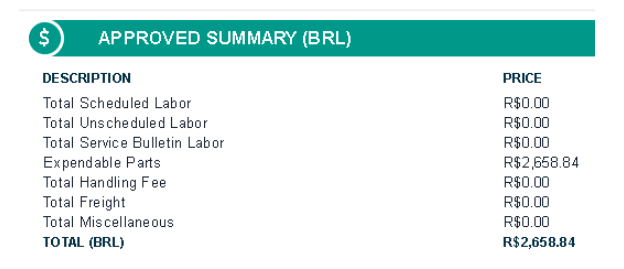 $ APPROVED SUMMARY (BRL)
DESCRIPTION PRICE
Total Scheduled Labor R$0.00
Total Unscheduled Labor R$0.00
Total Service Bulletin Labor R$0.00
Expendable Parts R$2,658.84
Total Handling Fee R$0.00
Total Freight R$0.00
Total Miscellaneous R$0.00
TOTAL (BRL) R$2,658.84